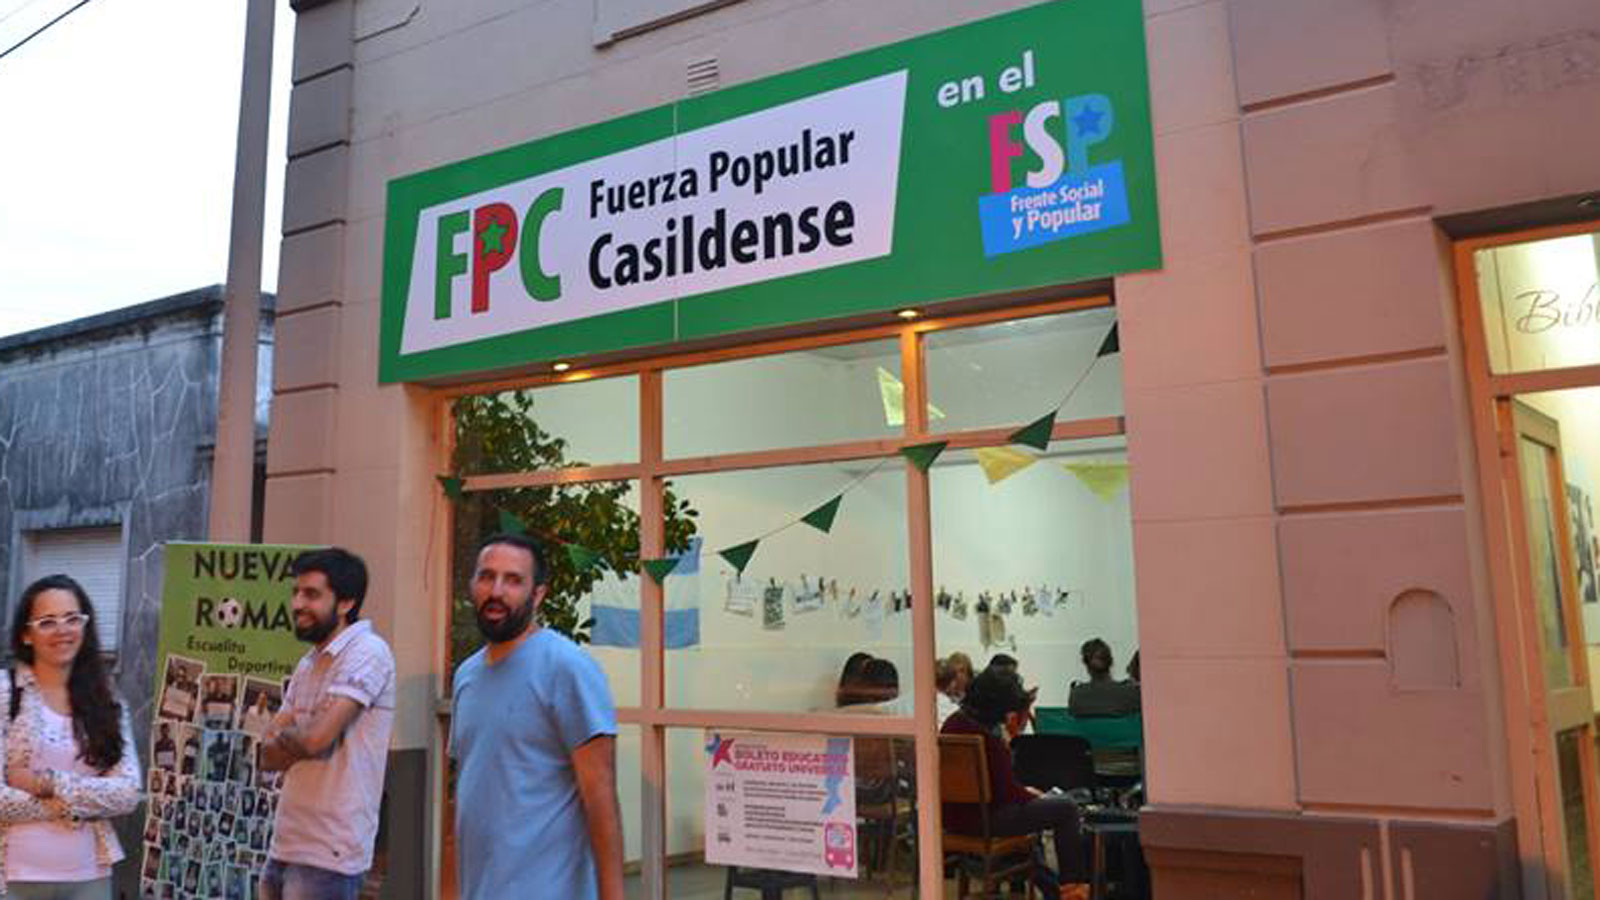 FPC
Fuerza Popular
Casildense
en el
FSP
Frente Social
y Popular
NUEVA
ROMA
Escuelita
Deportiva
BOLETO EDUCATIVO
GRATUITO UNIVERSAL